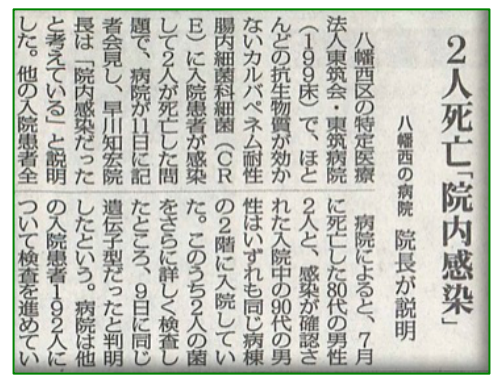 2人死亡「院内感染」
八幡西の病院　院長が説明
八幡西区の特定医療
法人東筑会・東筑病院
(199床)で、ほと
んどの抗生物質が効か
ないカルバペネム耐性
腸内細菌科細菌(CR
E)に入院患者が感染
して2人が死亡した問
題で、病院が11日に記
者会見し、早川知宏院
長は「院内感染だった
と考えている」と説明
した。他の入院患者全
病院によると、7月
に死亡した80代の男性
2人と、感染が確認さ
れた入院中の90代の男
性はいずれも同じ病棟
の2階に入院してい
た。このうち2人の菌
をさらに詳しく検査し
たところ、9日に同じ
遺伝子型だったと判明
したという。病院は他
の入院患者192人に
ついて検査を進めてい